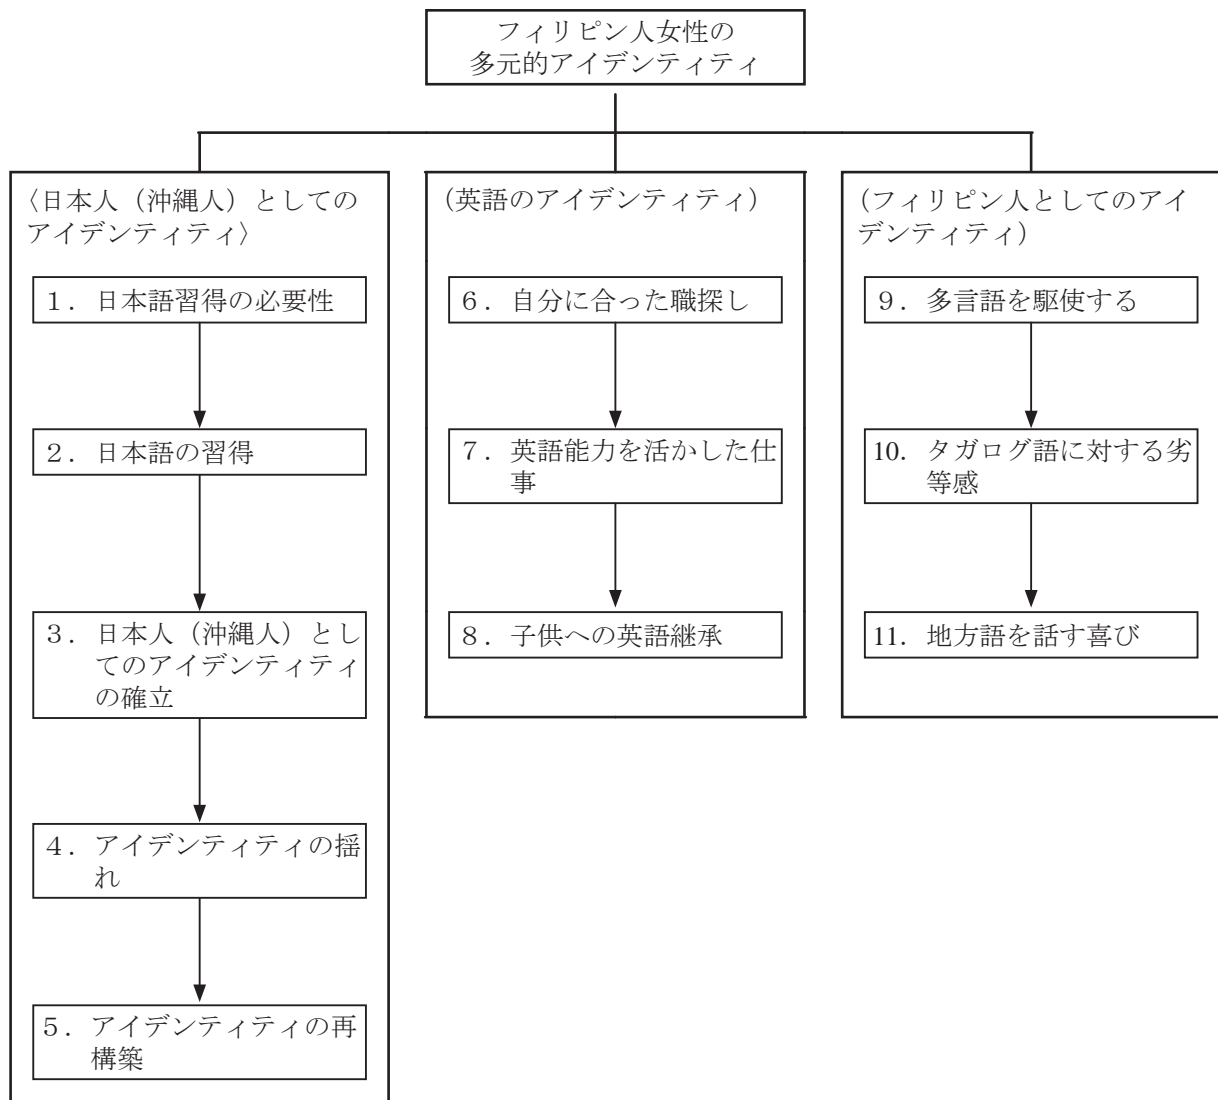 フィリピン人女性の
多元的アイデンティティ
〈日本人（沖縄人）としての
アイデンティティ〉
1．日本語習得の必要性
2．日本語の習得
3．日本人（沖縄人）とし
てのアイデンティティ
の確立
4．アイデンティティの揺
れ
5．アイデンティティの再
構築
(英語のアイデンティティ)
6．自分に合った職探し
7．英語能力を活かした仕
事
8．子供への英語継承
(フィリピン人としてのアイ
デンティティ)
9．多言語を駆使する
10．タガログ語に対する劣
等感
11．地方語を話す喜び